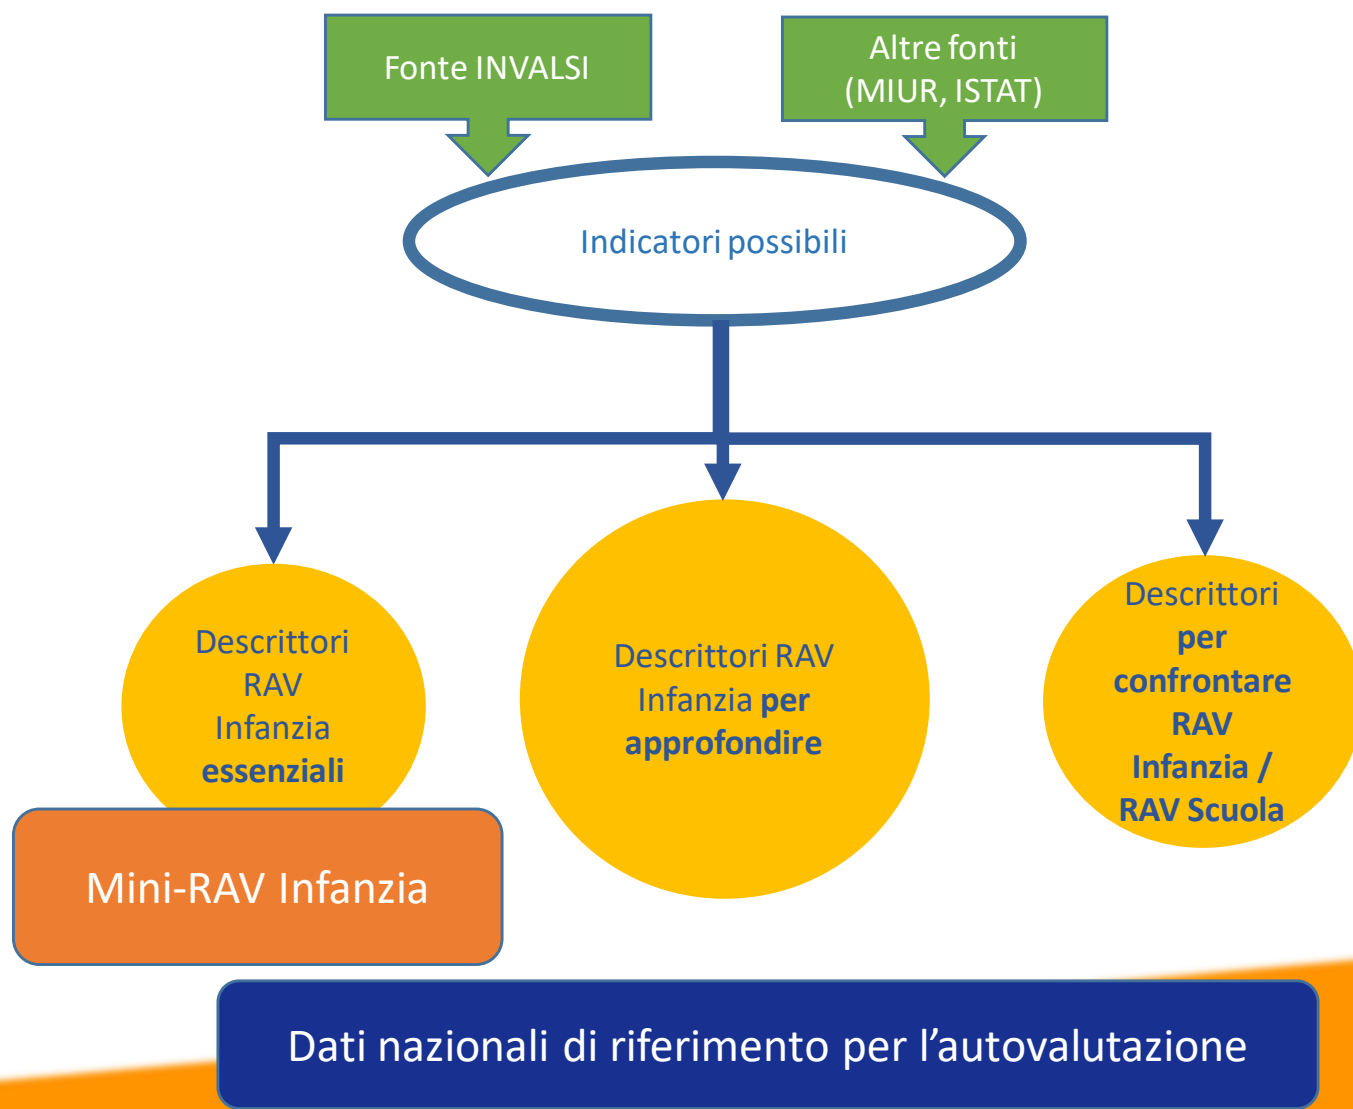 Fonte INVALSI
Altre fonti
(MIUR, ISTAT)
Indicatori possibili
Descrittori
RAV
Infanzia
essenziali
Descrittori RAV
Infanzia per
approfondire
Descrittori
per
confrontare
RAV
Infanzia /
RAV Scuola
Mini-RAV Infanzia
Dati nazionali di riferimento per l’autovalutazione